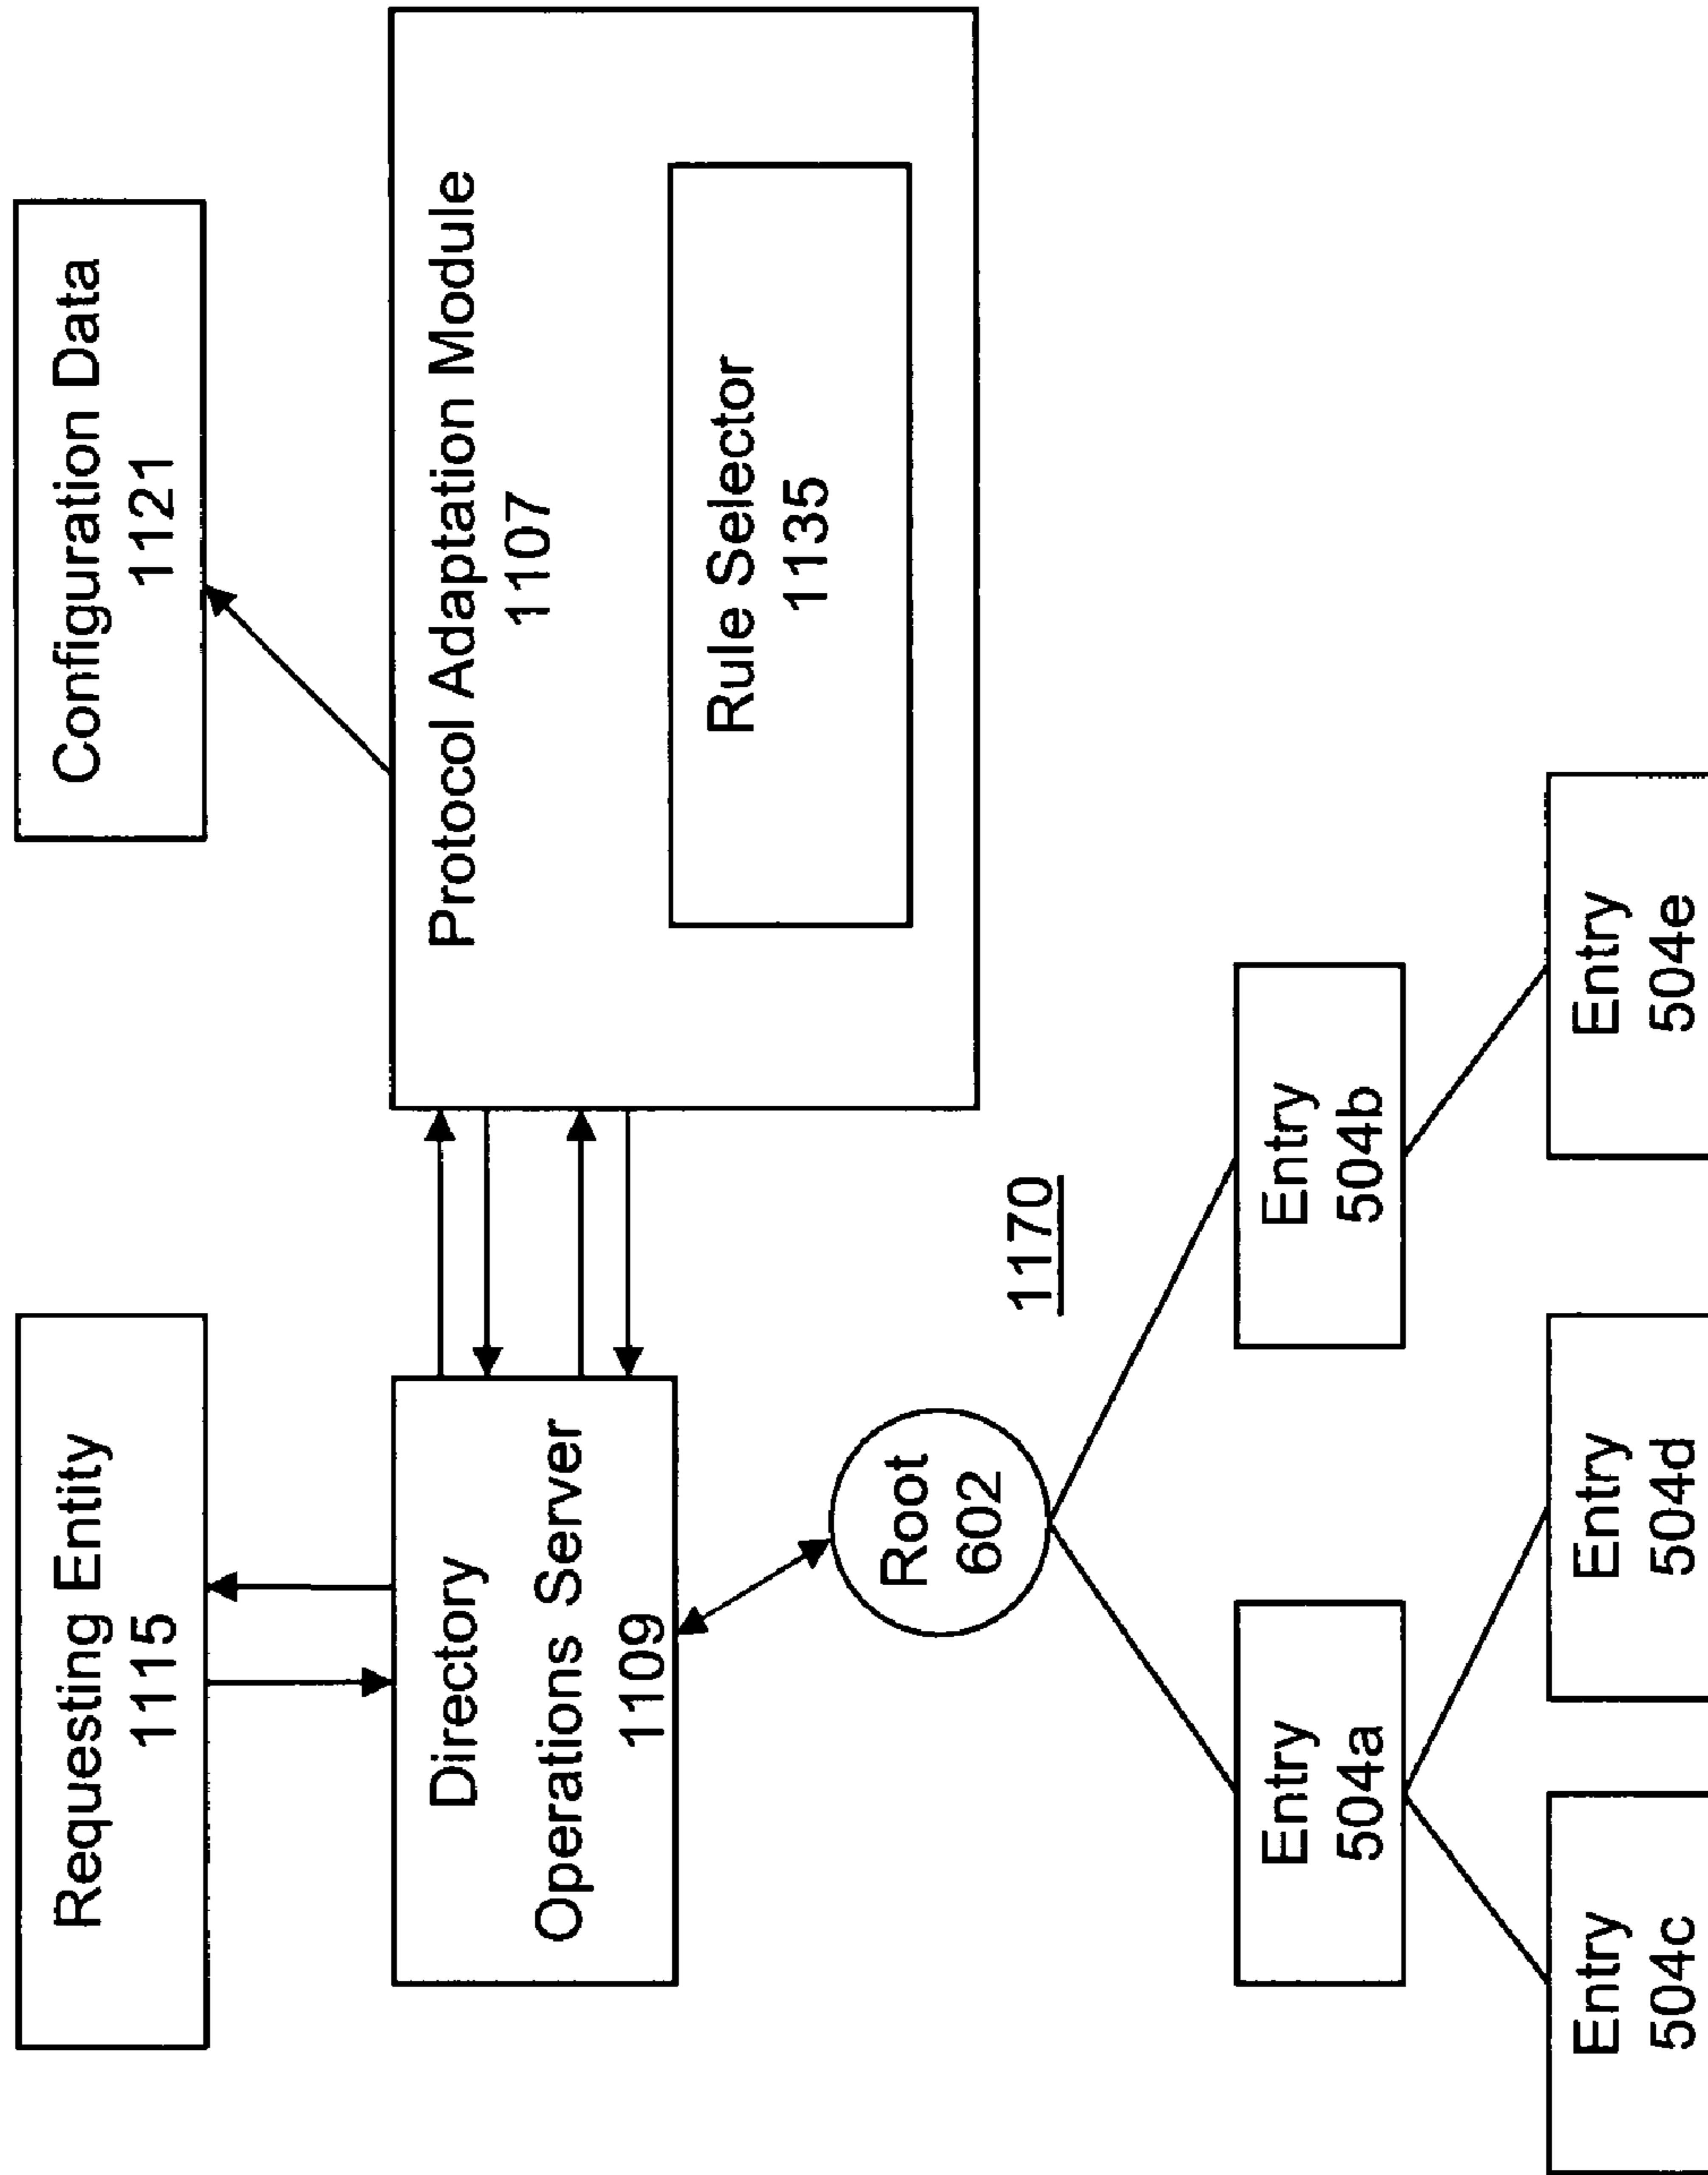 Requesting Entity
1115
Configuration Data
1121
Directory
Operations Server
1109
Protocol Adaptation Module
1107
Rule Selector
1135
Root
602
1170
Entry
504a
Entry
504b
Entry
504c
Entry
504d
Entry
504e